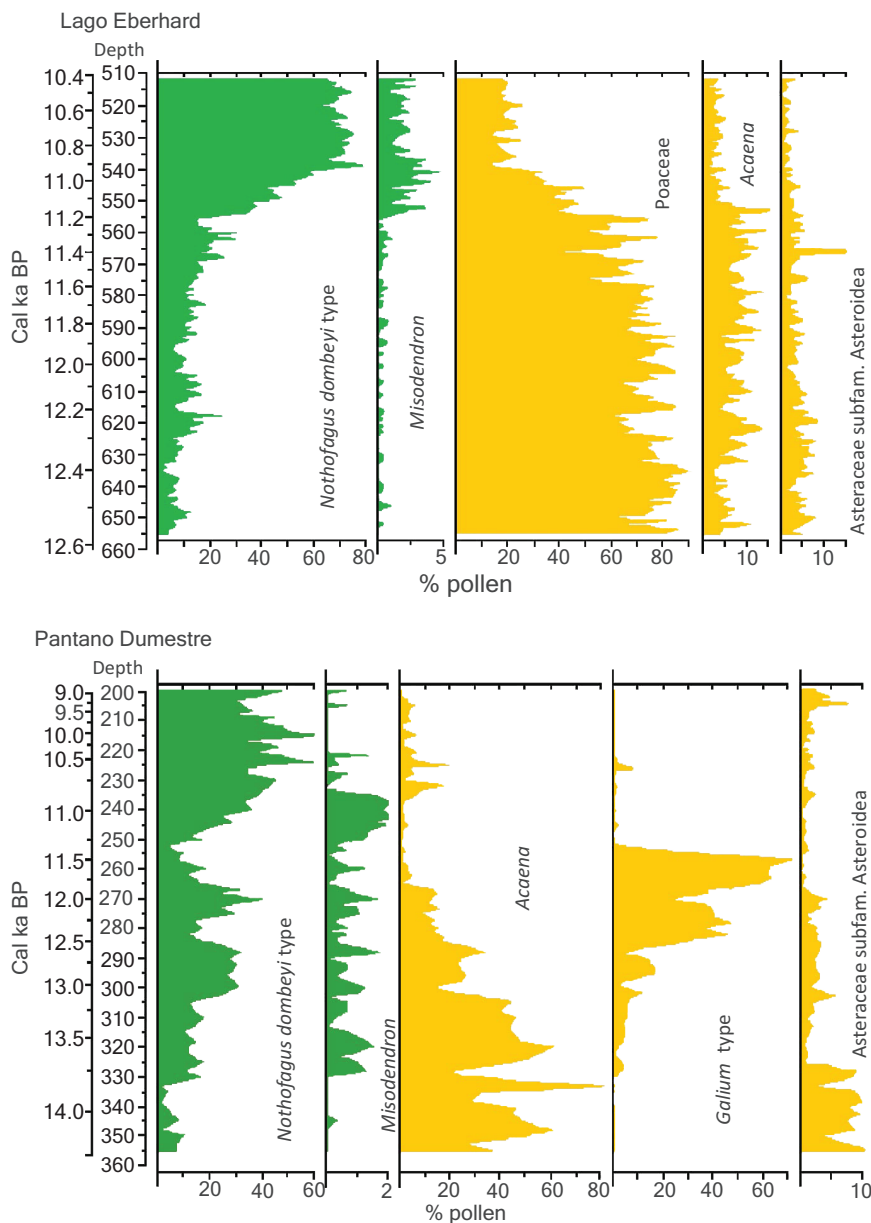 Lago Eberhard
Depth
Cal ka BP
10.4
10.6
10.8
11.0
11.2
11.4
11.6
11.8
12.0
12.2
12.4
12.6
510
520
530
540
550
560
570
580
590
600
610
620
630
640
650
660
Nothofagus dombeyi type
Misodendron
Poaceae
Acaena
Asteraceae subfam. Asteroidea
20 40 60 80 5 20 40 60 80 10 10
% pollen
Pantano Dumestre
Depth
Cal ka BP
9.0
9.5
10.0
10.5
11.0
11.5
12.0
12.5
13.0
13.5
14.0
200
210
220
230
240
250
260
270
280
290
300
310
320
330
340
350
360
Nothofagus dombeyi type
Misodendron
Acaena
Galium type
Asteraceae subfam. Asteroidea
20 40 60 2 20 40 60 80 20 40 60 10
% pollen